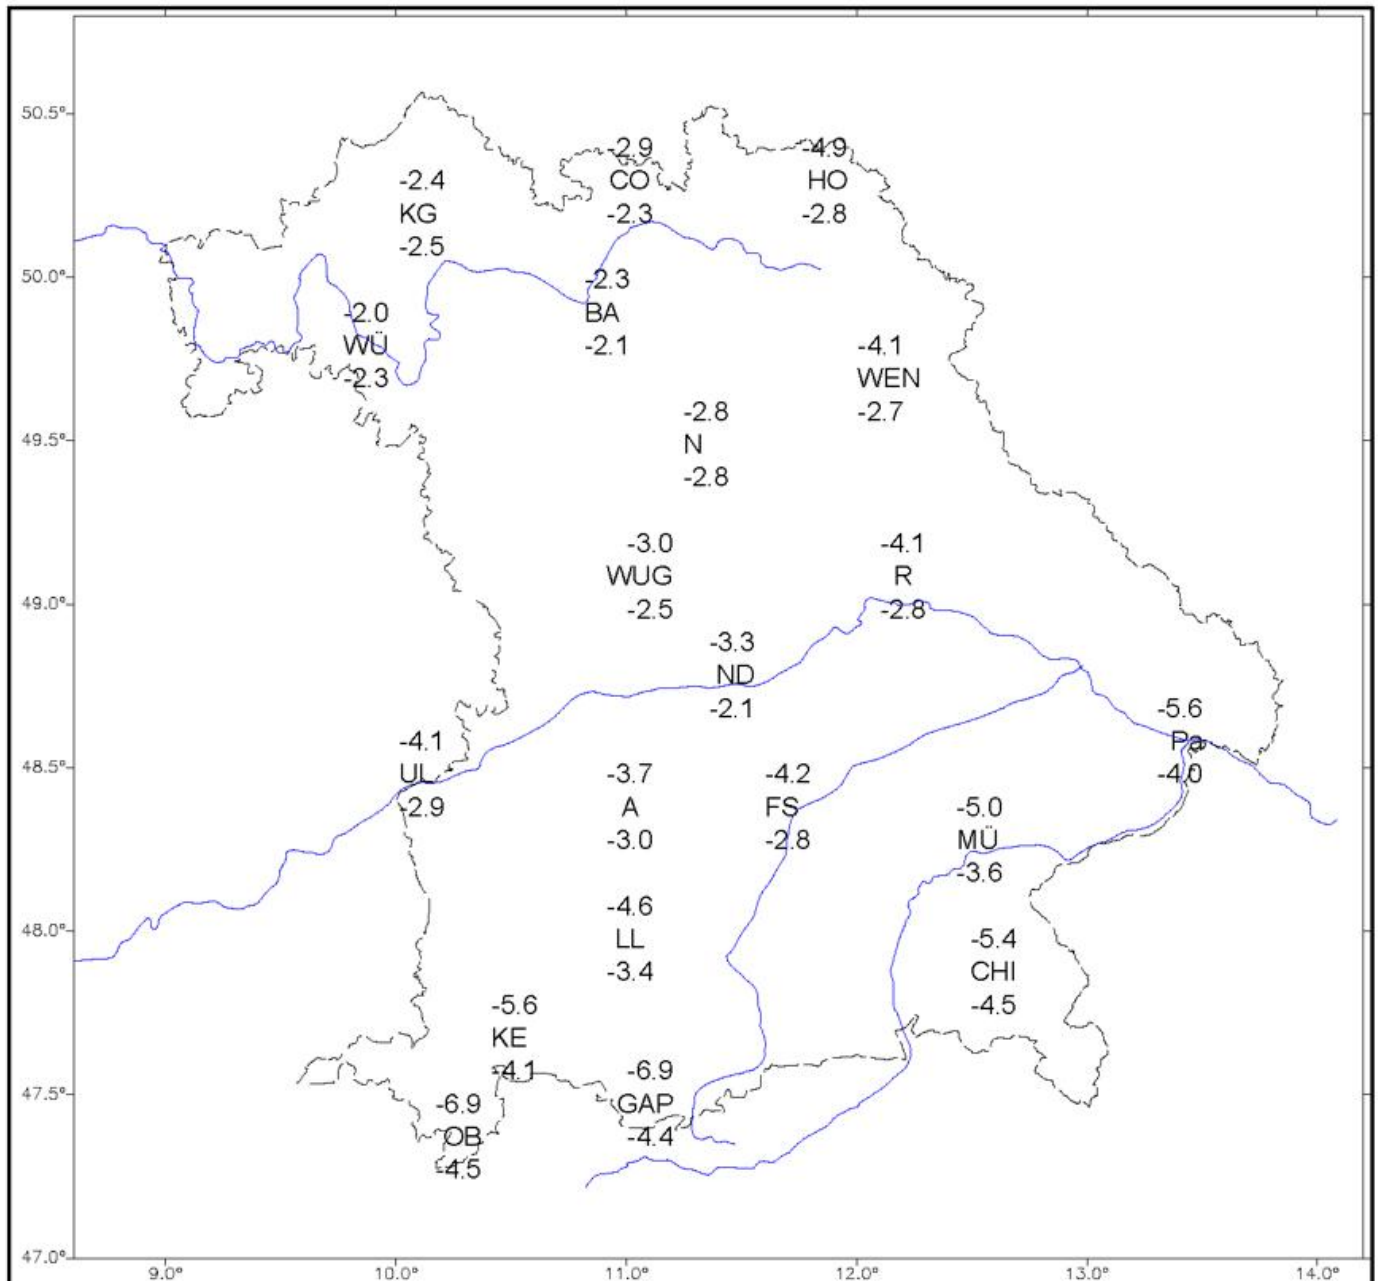 50.5°
-2.9
-4.9
-2.4
CO
HO
KG
-2.3
-2.8
-2.5
50.0°
-2.3
-2.0
BA
WÜ
-2.1
-4.1
-2.3
WEN
-2.8
-2.7
49.5°
N
-2.8
-3.0
-4.1
WUG
R
49.0°
-2.5
-2.8
-3.3
ND
-2.1
-5.6
-4.1
Pa
48.5°
UL
-3.7
-4.2
-4.0
-2.9
A
FS
-5.0
-3.0
-2.8
MÜ
-3.6
-4.6
48.0°
LL
-5.4
-3.4
CHI
-5.6
-4.5
KE
-4.1
-6.9
47.5°
-6.9
GAP
OB
-4.4
-4.5
47.0°
9.0°
10.0°
11.0°
12.0°
13.0°
14.0°